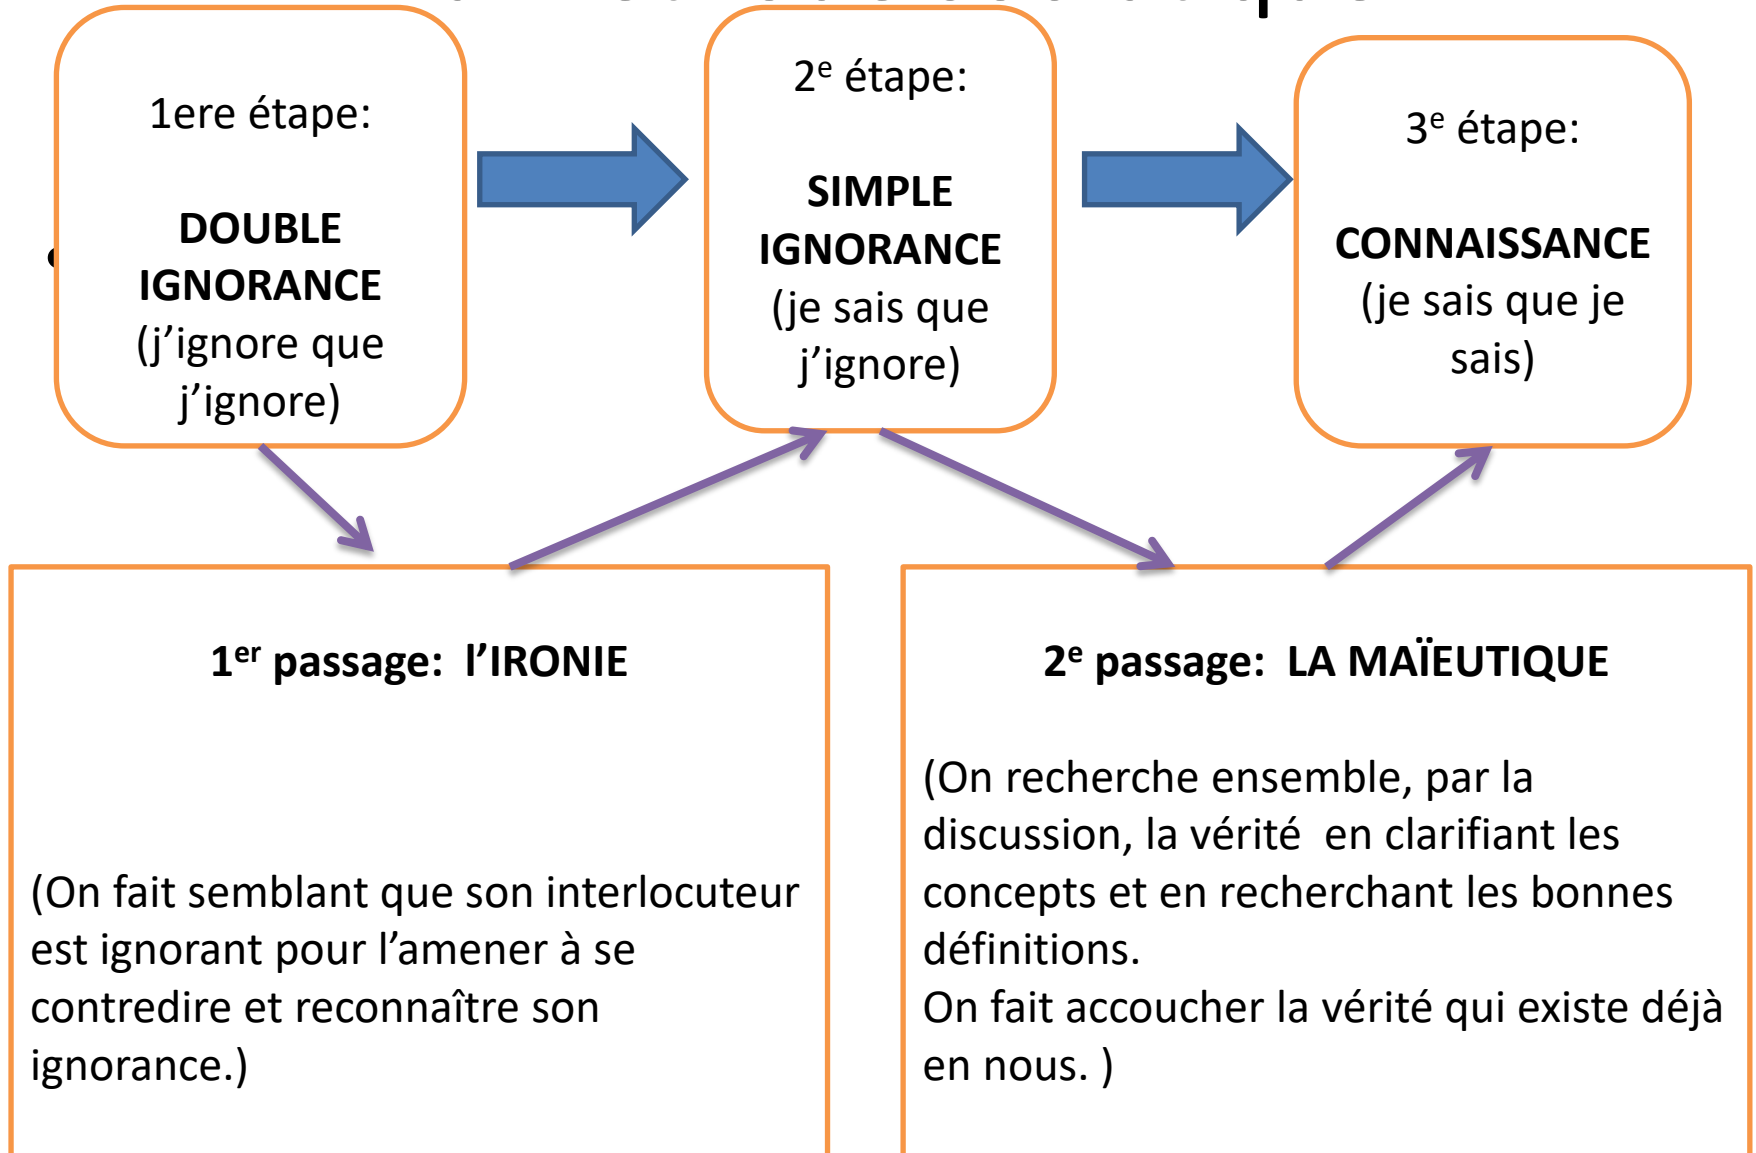 1ere étape:
DOUBLE
IGNORANCE
(j’ignore que
j’ignore)
2e étape:
SIMPLE
IGNORANCE
(je sais que
j’ignore)
3e étape:
CONNAISSANCE
(je sais que je
sais)
1er passage:  l’IRONIE
(On fait semblant que son interlocuteur
est ignorant pour l’amener à se
contredire et reconnaître son
ignorance.)
2e passage:  LA MAÏEUTIQUE
(On recherche ensemble, par la
discussion, la vérité  en clarifiant les
concepts et en recherchant les bonnes
définitions.
On fait accoucher la vérité qui existe déjà
en nous. )